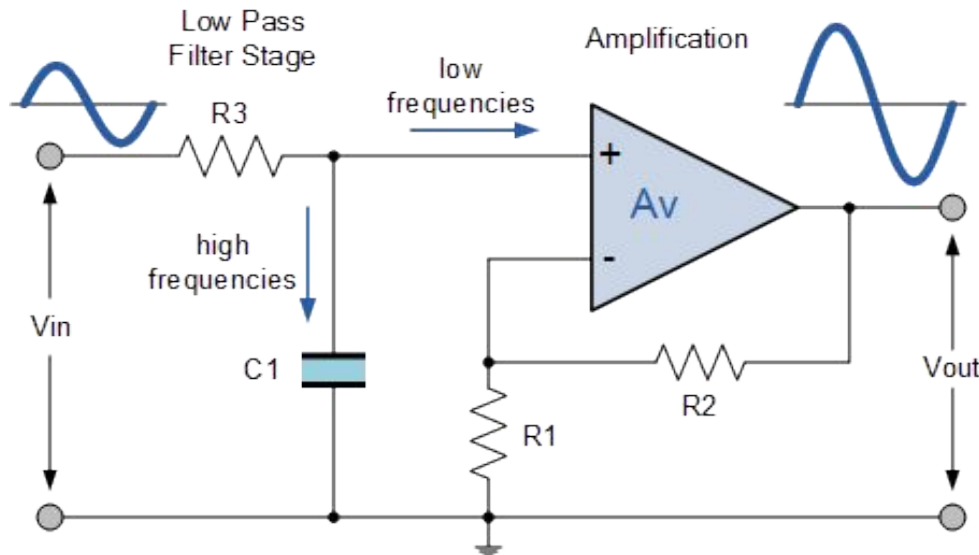 Low Pass
Filter Stage
Amplification
low
frequencies
R3
+
Av
-
high
frequencies
Vin
C1
R2
Vout
R1